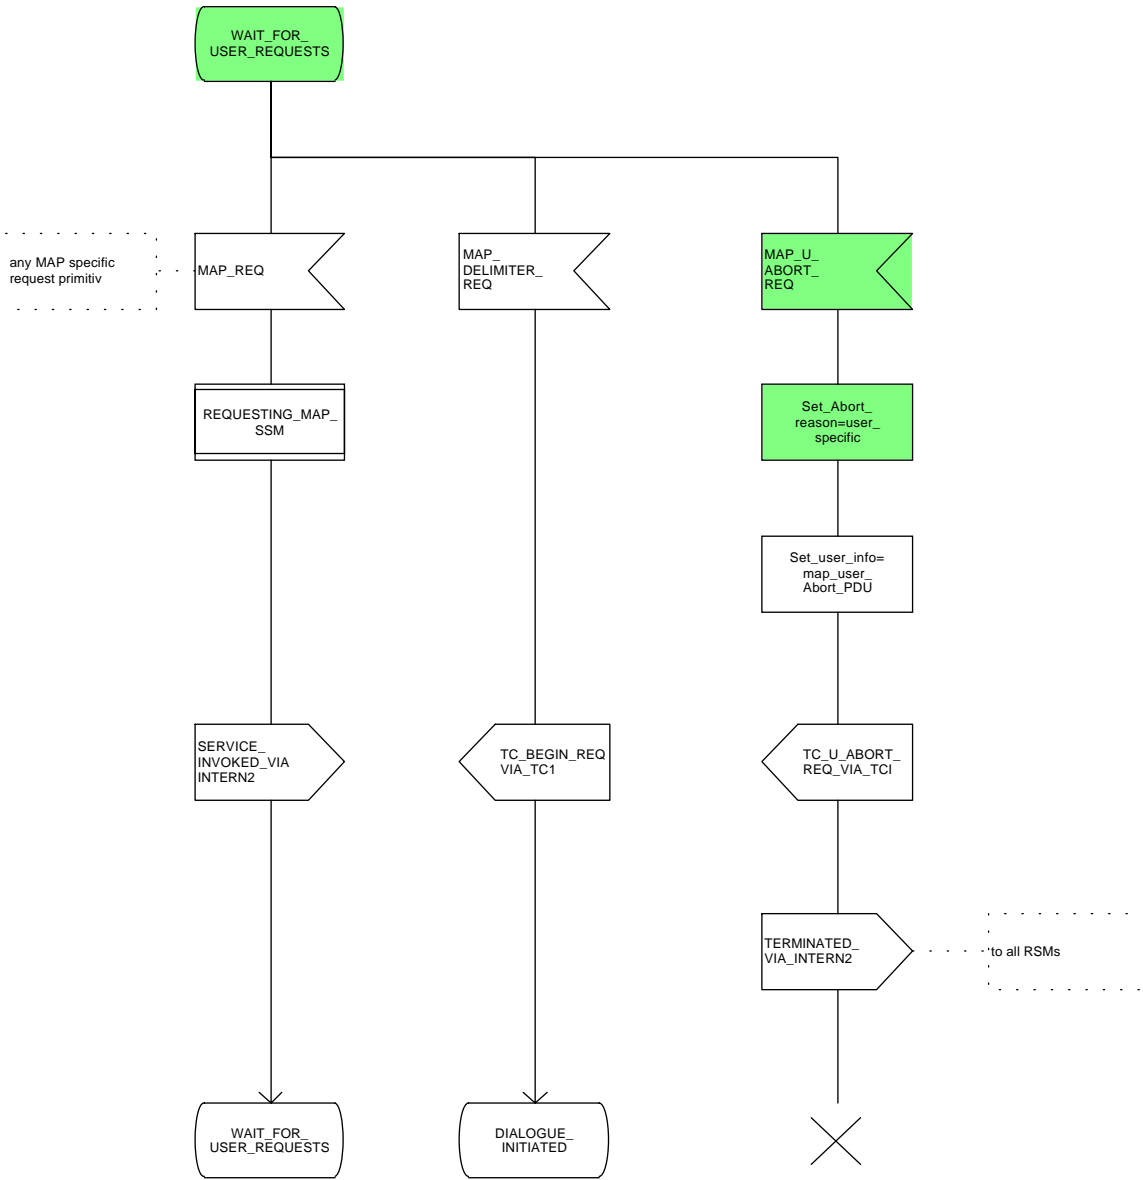 WAIT_FOR_
USER_REQUESTS
any MAP specific
request primitiv
MAP_REQ
MAP_
DELIMITER_
REQ
MAP_U_
ABORT_
REQ
REQUESTING_MAP_
SSM
Set_Abort_
reason=user_
specific
Set_user_info=
map_user_
Abort_PDU
SERVICE_
INVOKED_VIA
INTERN2
TC_BEGIN_REQ
VIA_TC1
TC_U_ABORT_
REQ_VIA_TCI
TERMINATED_
VIA_INTERN2
to all RSMs
WAIT_FOR_
USER_REQUESTS
DIALOGUE_
INITIATED